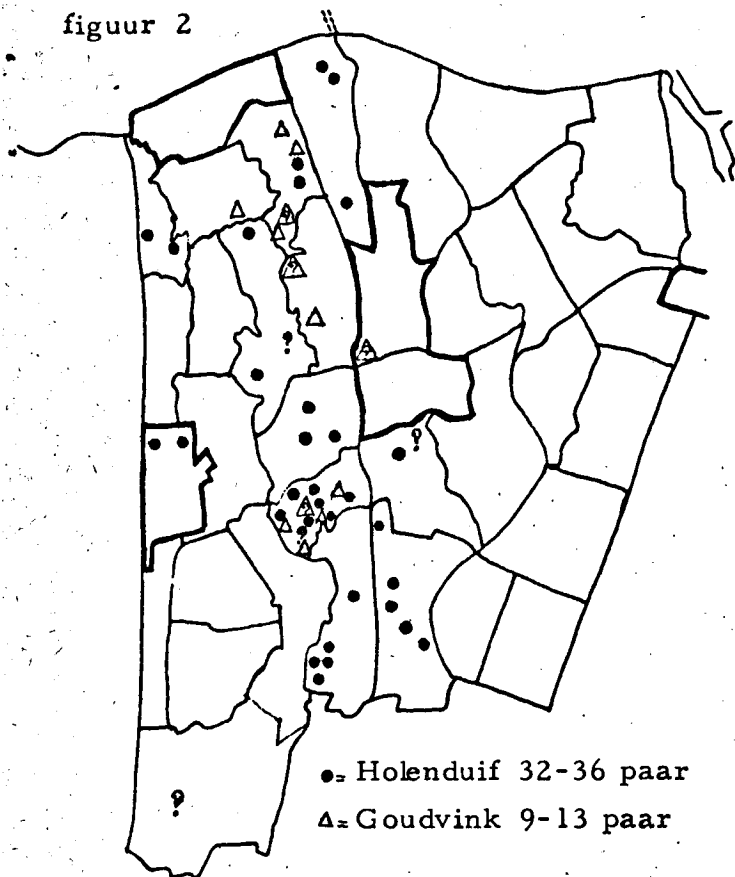 figuur 2
?
?
?
?
●= Holenduif 32-36 paar
△= Goudvink 9-13 paar